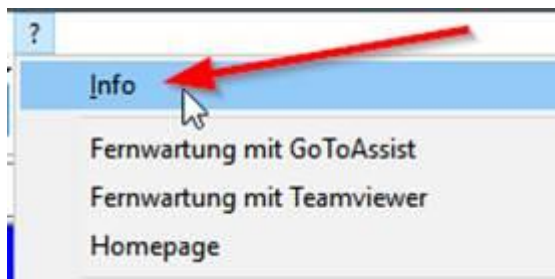 ?
Info
Fernwartung mit GoToAssist
Fernwartung mit Teamviewer
Homepage